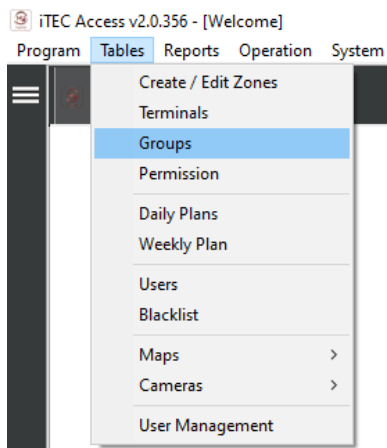 iTEC Access v2.0.356 - [Welcome]
Program Tables Reports Operation System
Create / Edit Zones
Terminals
Groups
Permission
Daily Plans
Weekly Plan
Users
Blacklist
Maps
Cameras
User Management